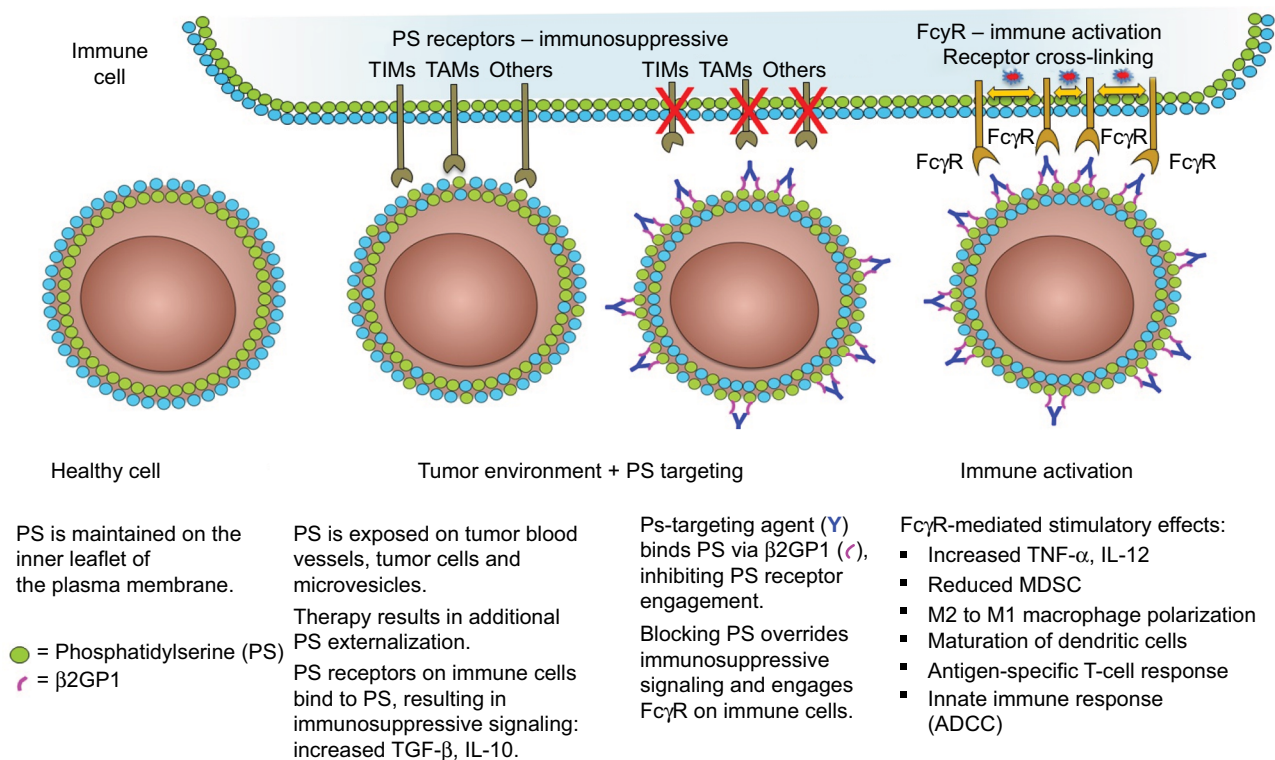 Immune
cell
PS receptors – immunosuppressive
TIMs TAMs Others
TIMs TAMs Others
FcyR – immune activation
Receptor cross-linking
FcγR
FcγR
FcγR
FcγR
Healthy cell
Tumor environment + PS targeting
Immune activation
PS is maintained on the
inner leaflet of
the plasma membrane.
= Phosphatidylserine (PS)
= β2GP1
PS is exposed on tumor blood
vessels, tumor cells and
microvesicles.
Therapy results in additional
PS externalization.
PS receptors on immune cells
bind to PS, resulting in
immunosuppressive signaling:
increased TGF-β, IL-10.
Ps-targeting agent (Y)
binds PS via β2GP1 ( ),
inhibiting PS receptor
engagement.
Blocking PS overrides
immunosuppressive
signaling and engages
FcγR on immune cells.
FcγR-mediated stimulatory effects:
▪ Increased TNF-α, IL-12
▪ Reduced MDSC
▪ M2 to M1 macrophage polarization
▪ Maturation of dendritic cells
▪ Antigen-specific T-cell response
▪ Innate immune response
(ADCC)